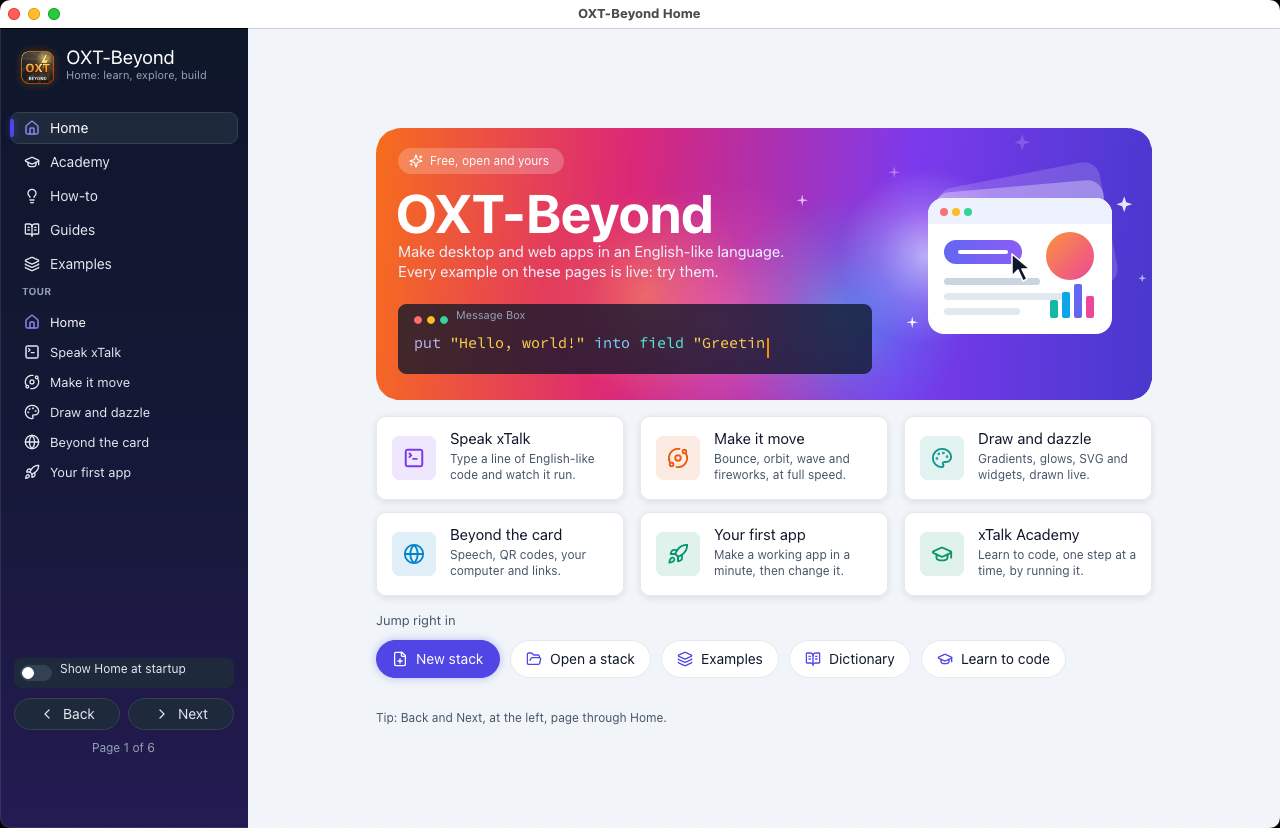 OXT-Beyond Home
OXT
BEYOND
OXT-Beyond
Home: learn, explore, build
Home
Academy
How-to
Guides
Examples
TOUR
Home
Speak xTalk
Make it move
Draw and dazzle
Beyond the card
Your first app
Show Home at startup
Back
Next
Page 1 of 6
Free, open and yours
OXT-Beyond
Make desktop and web apps in an English-like language.
Every example on these pages is live: try them.
Message Box
put "Hello, world!" into field "Greetin
Speak xTalk
Type a line of English-like
code and watch it run.
Make it move
Bounce, orbit, wave and
fireworks, at full speed.
Draw and dazzle
Gradients, glows, SVG and
widgets, drawn live.
Beyond the card
Speech, QR codes, your
computer and links.
Your first app
Make a working app in a
minute, then change it.
xTalk Academy
Learn to code, one step at a
time, by running it.
Jump right in
New stack
Open a stack
Examples
Dictionary
Learn to code
Tip: Back and Next, at the left, page through Home.